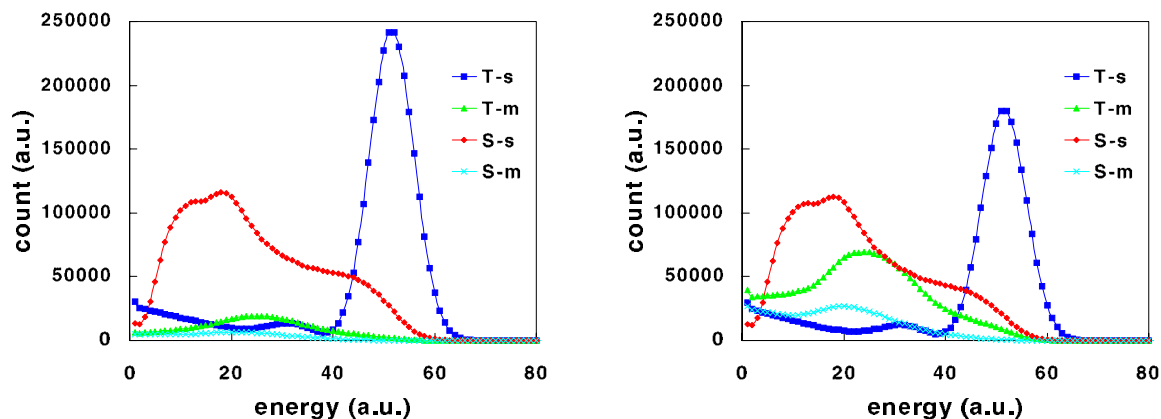 250000
200000
150000
100000
50000
0
count (a.u.)
T-s
T-m
S-s
S-m
0 20 40 60 80
energy (a.u.)
250000
200000
150000
100000
50000
0
count (a.u.)
T-s
T-m
S-s
S-m
0 20 40 60 80
energy (a.u.)